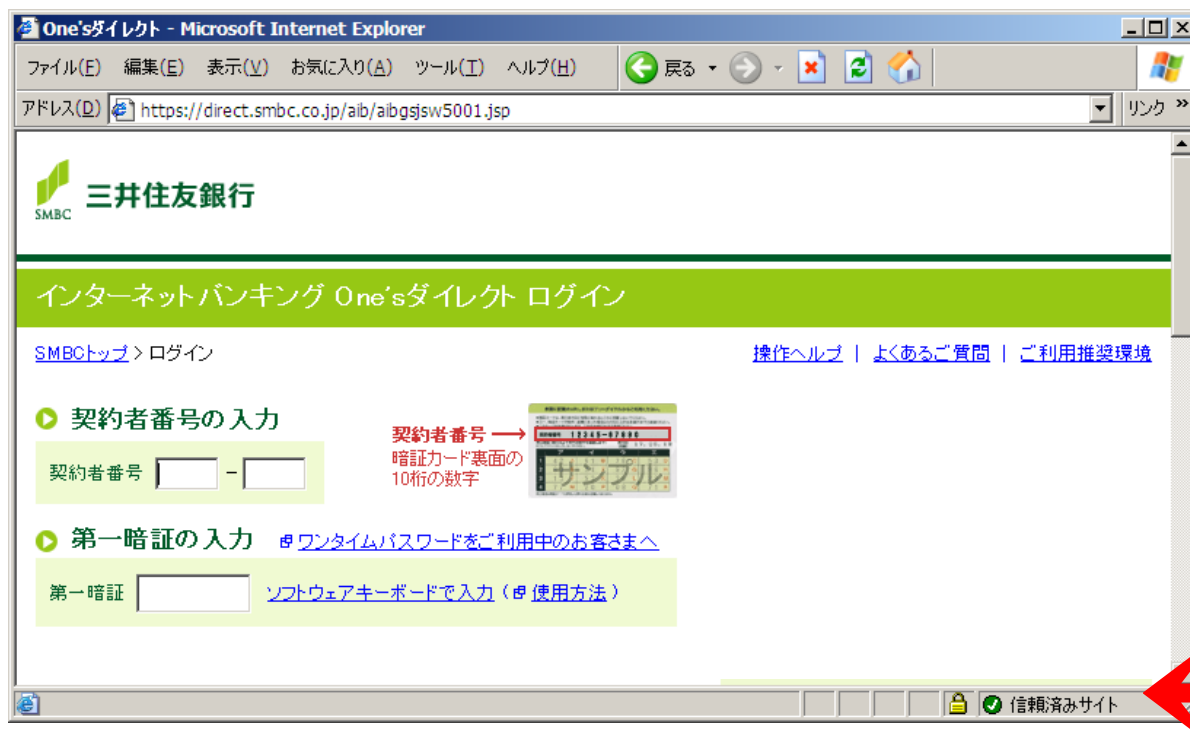 One'sダイレクト - Microsoft Internet Explorer
ファイル(F) 編集(E) 表示(V) お気に入り(A) ツール(T) ヘルプ(H) 戻る
アドレス(D) https://direct.smbc.co.jp/aib/aibgsjsw5001.jsp リンク »
SMBC 三井住友銀行
インターネットバンキング One'sダイレクト ログイン
SMBCトップ > ログイン 操作ヘルプ | よくあるご質問 | ご利用推奨環境
契約者番号の入力
契約者番号 -
契約者番号
暗証カード裏面の
10桁の数字
サンプル
第一暗証の入力 ワンタイムパスワードをご利用中のお客さまへ
第一暗証 ソフトウェアキーボードで入力 ( 使用方法 )
信頼済みサイト